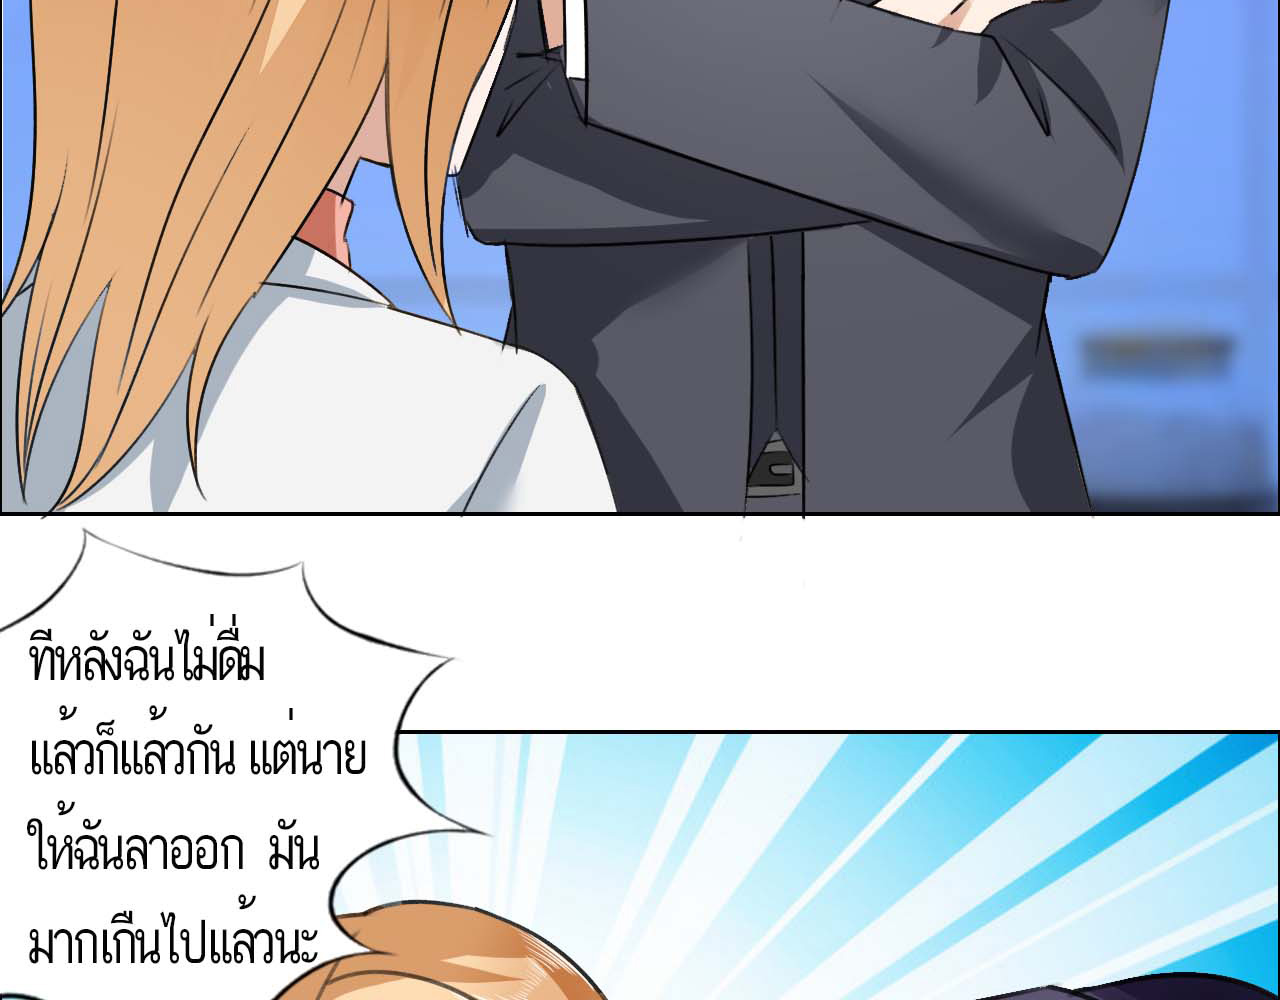 ทีหลังฉันไม่ดื่ม
แล้วก็แล้วกัน แต่นาย
ให้ฉันลาออก มัน
มากเกินไปแล้วนะ